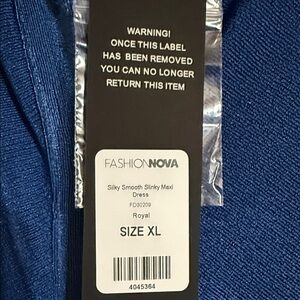 WARNING!
ONCE THIS LABEL
HAS BEEN REMOVED
YOU CAN NO LONGER
RETURN THIS ITEM
FASHIONNOVA
Silky Smooth Slinky Maxi
Dress
FD30209
Royal
SIZE XL
4045364